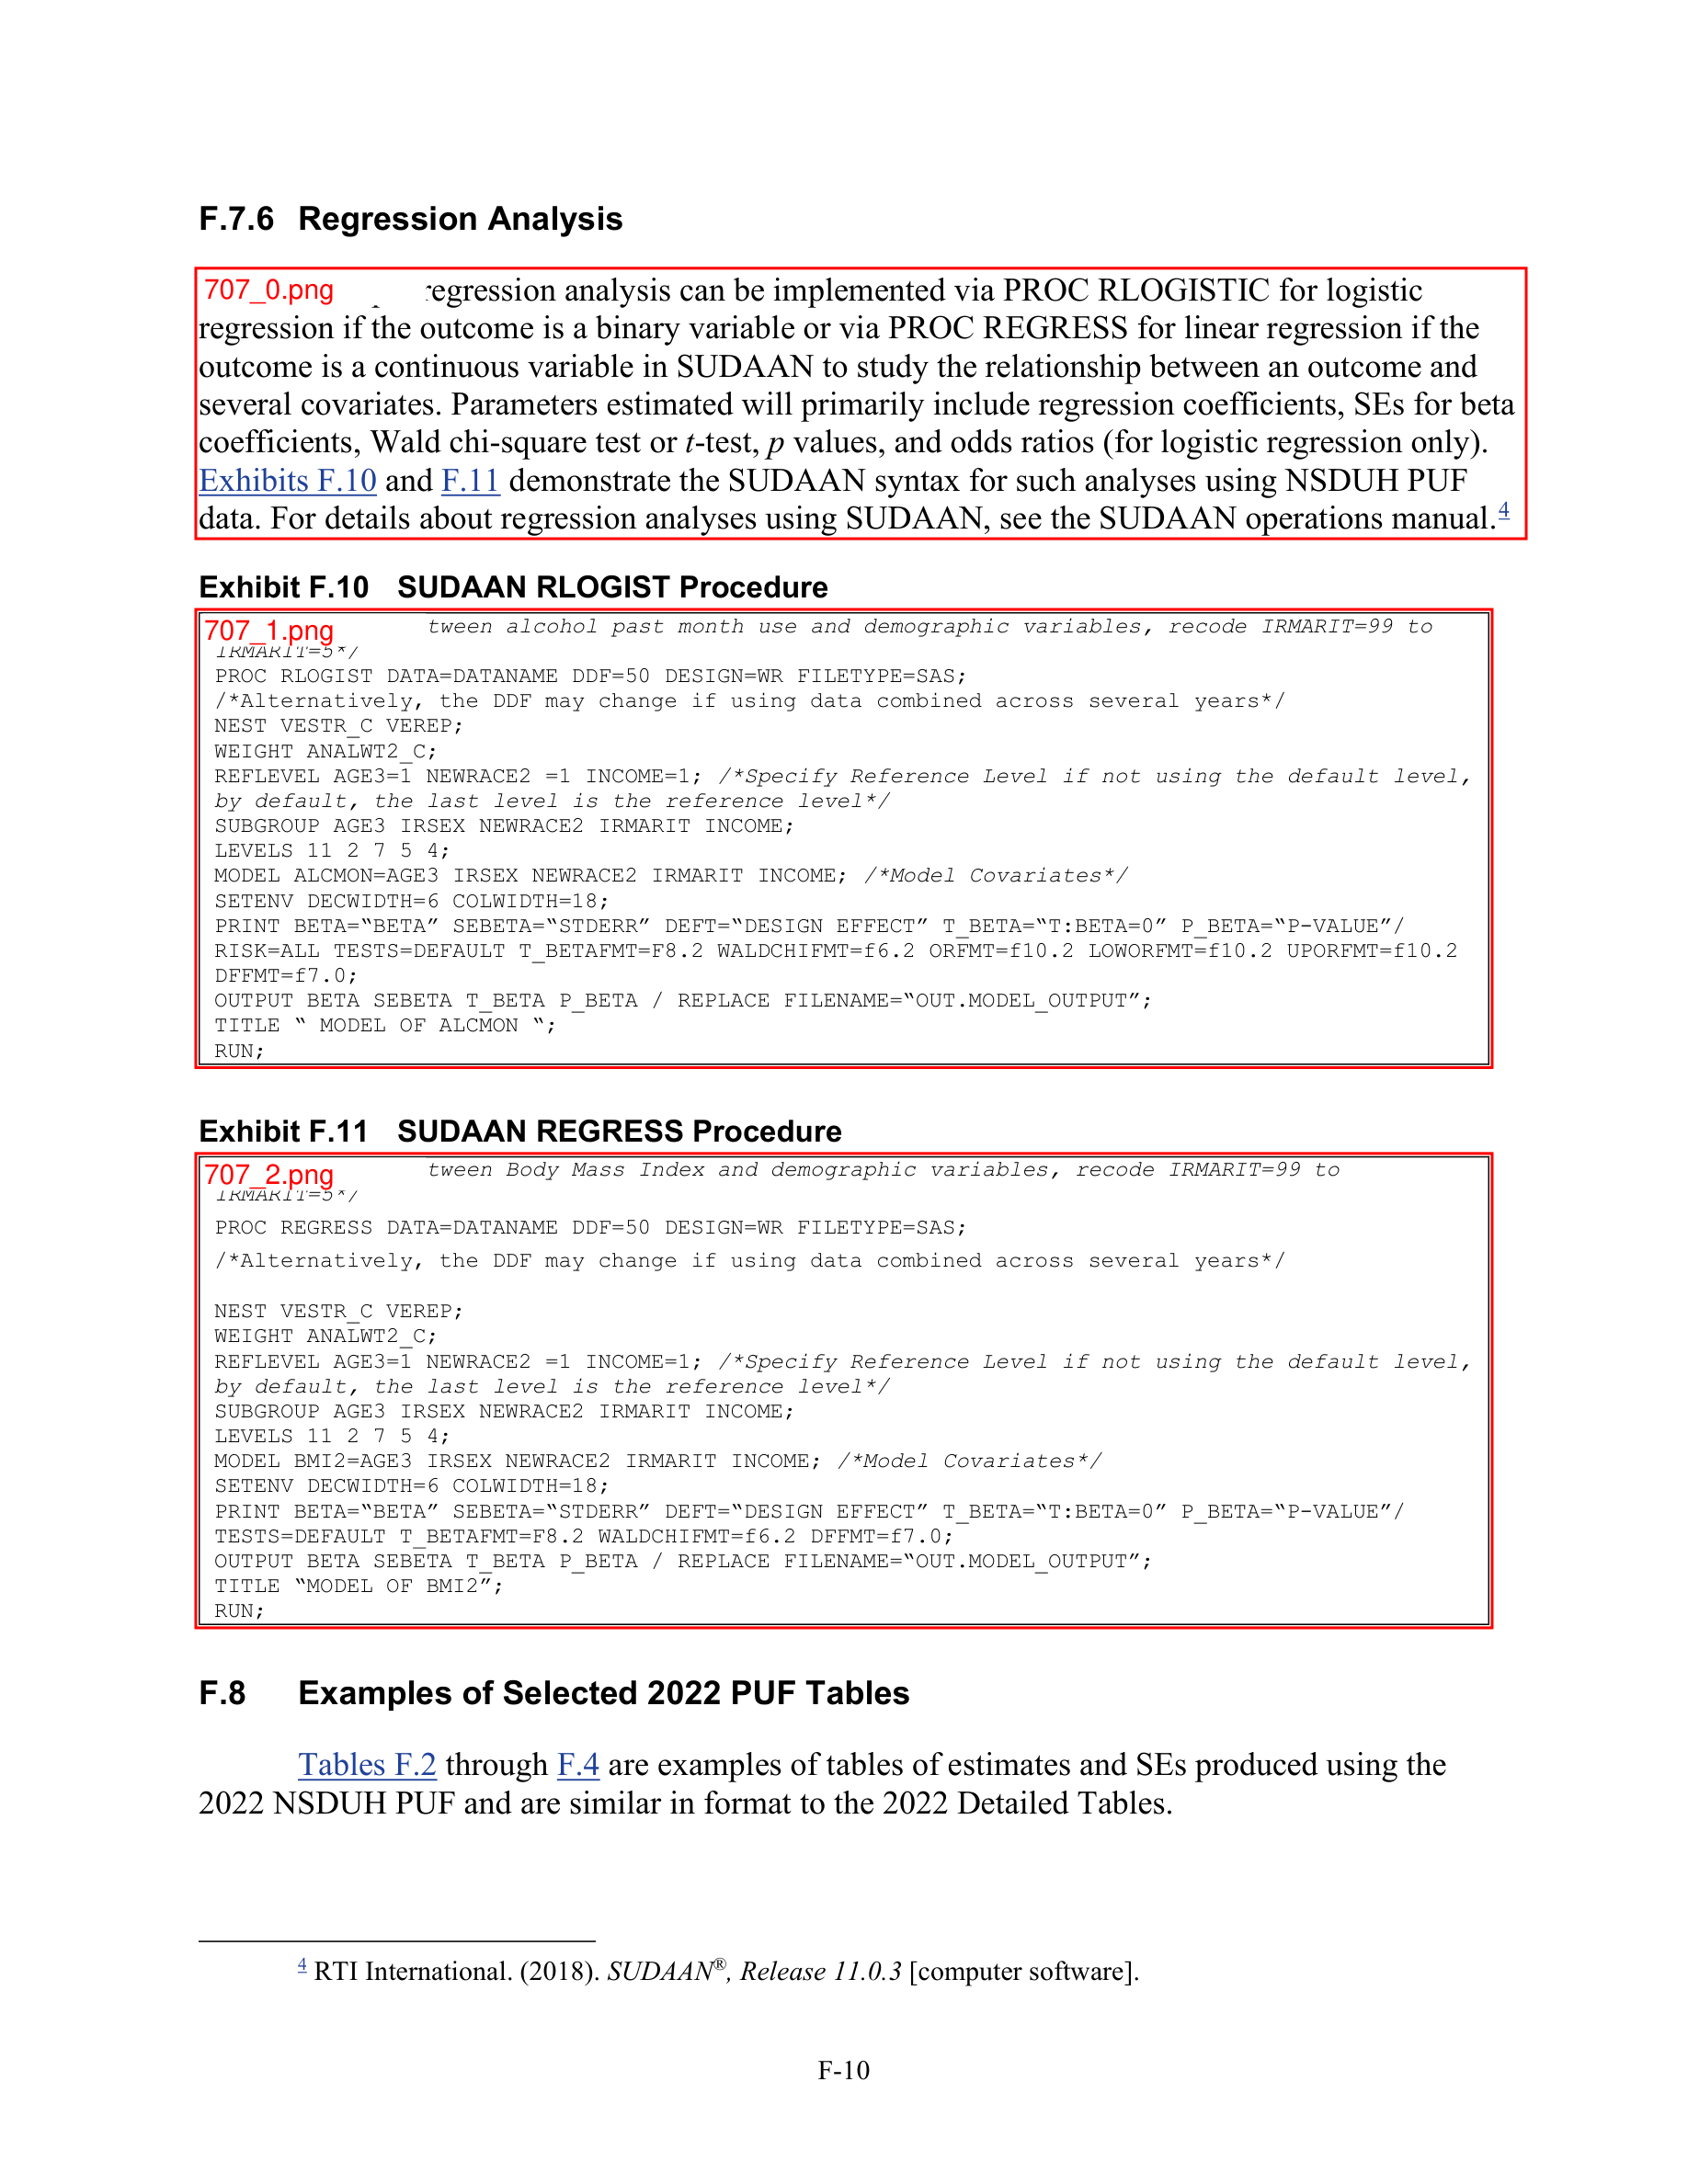 F.7.6 Regression Analysis
707_0.png regression analysis can be implemented via PROC RLOGISTIC for logistic
regression if the outcome is a binary variable or via PROC REGRESS for linear regression if the
outcome is a continuous variable in SUDAAN to study the relationship between an outcome and
several covariates. Parameters estimated will primarily include regression coefficients, SEs for beta
coefficients, Wald chi-square test or t-test, p values, and odds ratios (for logistic regression only).
Exhibits F.10 and F.11 demonstrate the SUDAAN syntax for such analyses using NSDUH PUF
data. For details about regression analyses using SUDAAN, see the SUDAAN operations manual.4
Exhibit F.10 SUDAAN RLOGIST Procedure
707_1.png tween alcohol past month use and demographic variables, recode IRMARIT=99 to
IRMARIT=5*/
PROC RLOGIST DATA=DATANAME DDF=50 DESIGN=WR FILETYPE=SAS;
/*Alternatively, the DDF may change if using data combined across several years*/
NEST VESTR_C VEREP;
WEIGHT ANALWT2_C;
REFLEVEL AGE3=1 NEWRACE2 =1 INCOME=1; /*Specify Reference Level if not using the default level,
by default, the last level is the reference level*/
SUBGROUP AGE3 IRSEX NEWRACE2 IRMARIT INCOME;
LEVELS 11 2 7 5 4;
MODEL ALCMON=AGE3 IRSEX NEWRACE2 IRMARIT INCOME; /*Model Covariates*/
SETENV DECWIDTH=6 COLWIDTH=18;
PRINT BETA=“BETA” SEBETA=“STDERR” DEFT=“DESIGN EFFECT” T_BETA=“T:BETA=0” P_BETA=“P-VALUE”/
RISK=ALL TESTS=DEFAULT T_BETAFMT=F8.2 WALDCHIFMT=f6.2 ORFMT=f10.2 LOWORFMT=f10.2 UPORFMT=f10.2
DFFMT=f7.0;
OUTPUT BETA SEBETA T_BETA P_BETA / REPLACE FILENAME=“OUT.MODEL_OUTPUT”;
TITLE “ MODEL OF ALCMON “;
RUN;
Exhibit F.11 SUDAAN REGRESS Procedure
707_2.png tween Body Mass Index and demographic variables, recode IRMARIT=99 to
IRMARIT=5*/
PROC REGRESS DATA=DATANAME DDF=50 DESIGN=WR FILETYPE=SAS;
/*Alternatively, the DDF may change if using data combined across several years*/
NEST VESTR_C VEREP;
WEIGHT ANALWT2_C;
REFLEVEL AGE3=1 NEWRACE2 =1 INCOME=1; /*Specify Reference Level if not using the default level,
by default, the last level is the reference level*/
SUBGROUP AGE3 IRSEX NEWRACE2 IRMARIT INCOME;
LEVELS 11 2 7 5 4;
MODEL BMI2=AGE3 IRSEX NEWRACE2 IRMARIT INCOME; /*Model Covariates*/
SETENV DECWIDTH=6 COLWIDTH=18;
PRINT BETA=“BETA” SEBETA=“STDERR” DEFT=“DESIGN EFFECT” T_BETA=“T:BETA=0” P_BETA=“P-VALUE”/
TESTS=DEFAULT T_BETAFMT=F8.2 WALDCHIFMT=f6.2 DFFMT=f7.0;
OUTPUT BETA SEBETA T_BETA P_BETA / REPLACE FILENAME=“OUT.MODEL_OUTPUT”;
TITLE “MODEL OF BMI2”;
RUN;
F.8 Examples of Selected 2022 PUF Tables
Tables F.2 through F.4 are examples of tables of estimates and SEs produced using the
2022 NSDUH PUF and are similar in format to the 2022 Detailed Tables.
4 RTI International. (2018). SUDAAN®, Release 11.0.3 [computer software].
F-10